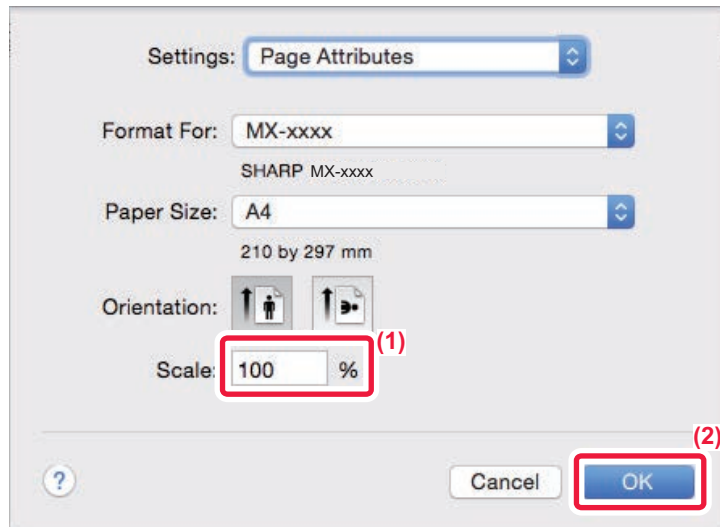 Settings: Page Attributes
Format For: MX-xxxx
SHARP MX-xxxx
Paper Size: A4
210 by 297 mm
Orientation:
(1)
Scale: 100 %
(2)
? Cancel OK